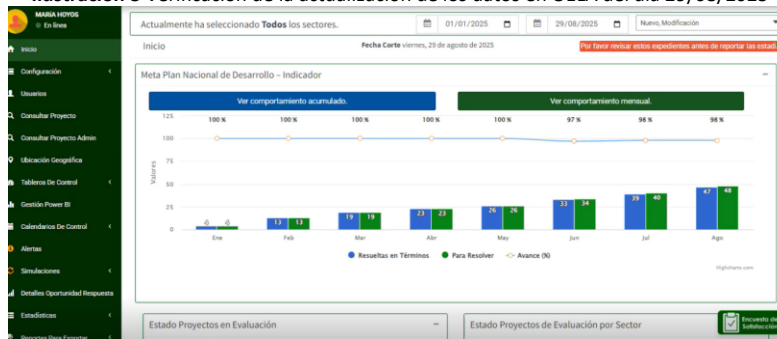 MARIA HOYOS
En línea
Actualmente ha seleccionado Todos los sectores.
01/01/2025
29/08/2025
Nuevo, Modificación
Inicio
Configuración
Usuarios
Consultar Proyecto
Consultar Proyecto Admin
Ubicación Geográfica
Tableros De Control
Gestión Power BI
Calendarios De Control
Alertas
Simulaciones
Detalles Oportunidad Respuesta
Estadísticas
Reportes Para Exportar
Inicio
Fecha Corte viernes, 29 de agosto de 2025
Por favor revisar estos expedientes antes de reportar las estad
Meta Plan Nacional de Desarrollo – Indicador
Ver comportamiento acumulado.
Ver comportamiento mensual.
Valores
125
100
75
50
25
0
100 % 100 % 100 % 100 % 100 % 97 % 98 % 98 %
13 13 19 19 23 23 26 26 33 34 39 40 47 48
Ene Feb Mar Abr May Jun Jul Ago
Resueltas en Términos Para Resolver Avance (%)
Highcharts.com
Estado Proyectos en Evaluación
Estado Proyectos de Evaluación por Sector
Encuesta de
Satisfacción